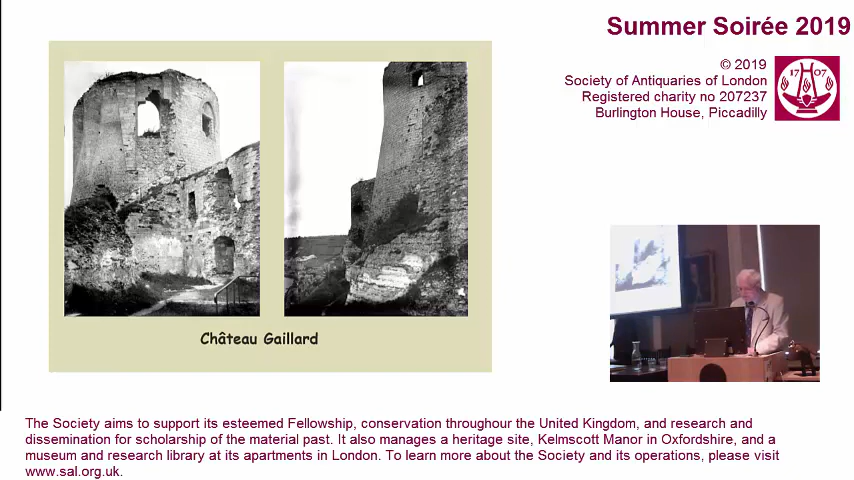 Summer Soirée 2019
© 2019
Society of Antiquaries of London
Registered charity no 207237
Burlington House, Piccadilly
1707
Château Gaillard
The Society aims to support its esteemed Fellowship, conservation throughour the United Kingdom, and research and
dissemination for scholarship of the material past. It also manages a heritage site, Kelmscott Manor in Oxfordshire, and a
museum and research library at its apartments in London. To learn more about the Society and its operations, please visit
www.sal.org.uk.